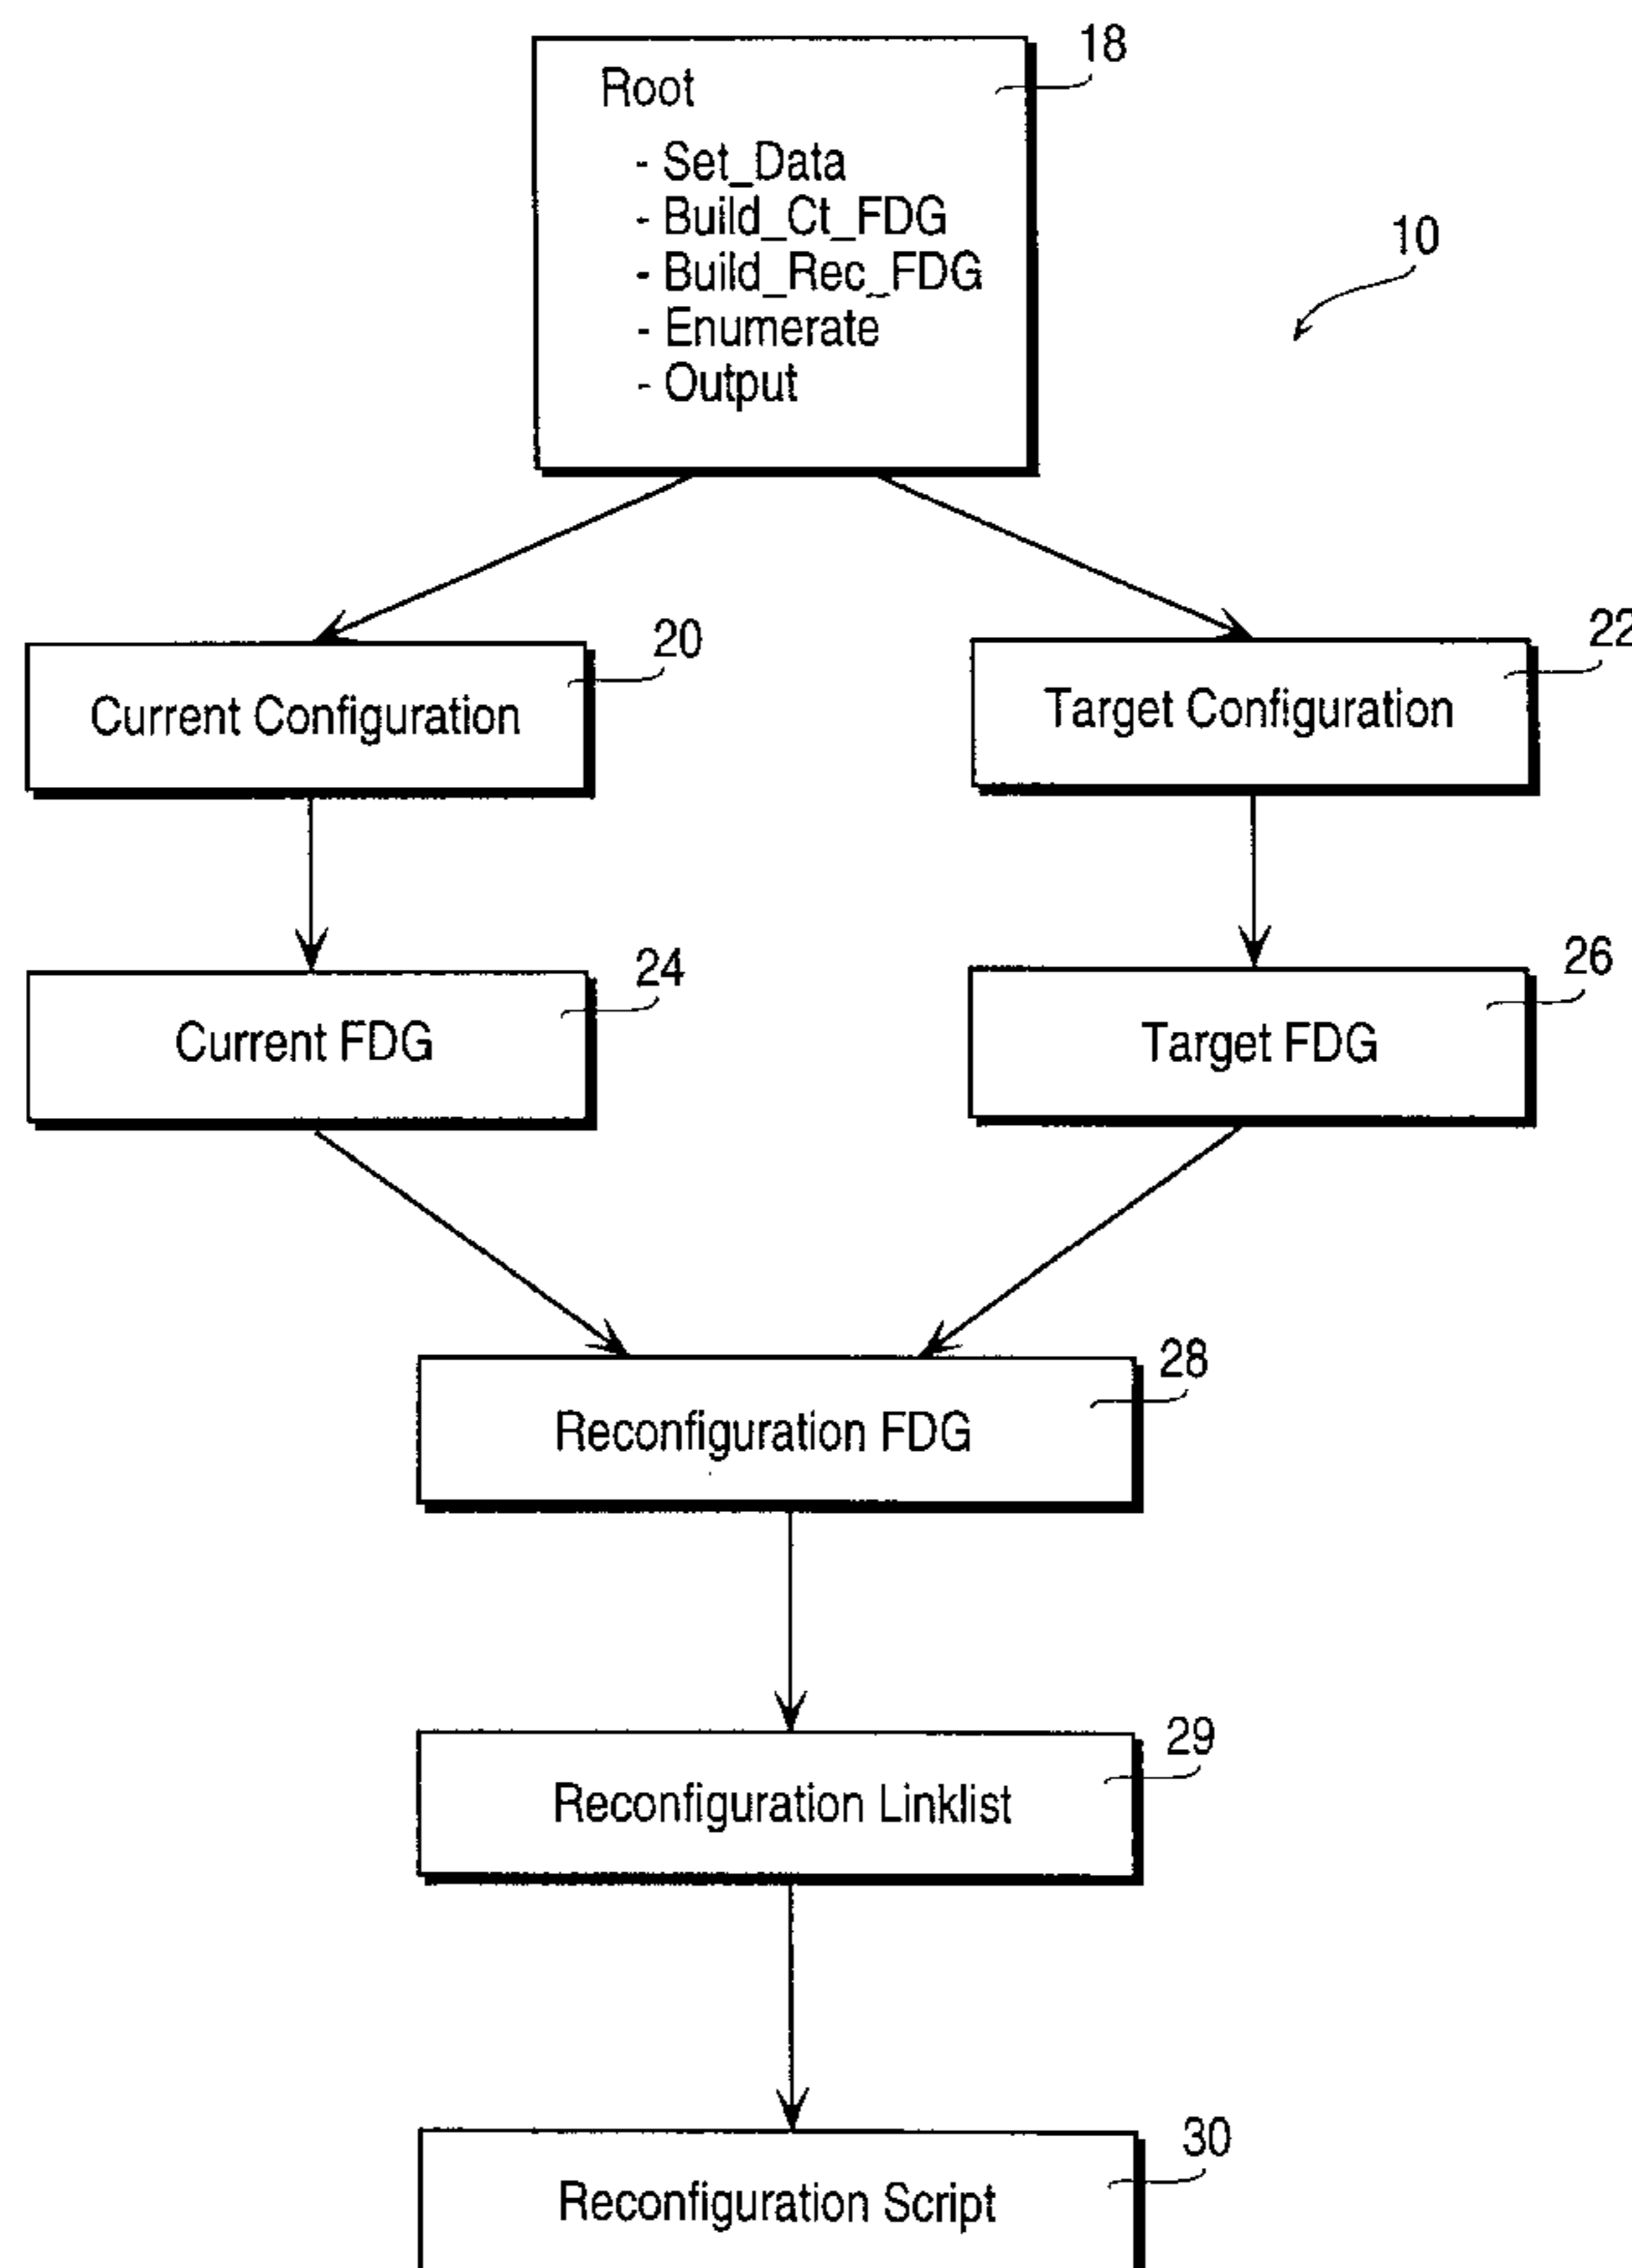 18
Root
- Set_Data
- Build_Ct_FDG
- Build_Rec_FDG
- Enumerate
- Output
10
20
22
Current Configuration
Target Configuration
24
26
Current FDG
Target FDG
28
Reconfiguration FDG
29
Reconfiguration Linklist
30
Reconfiguration Script